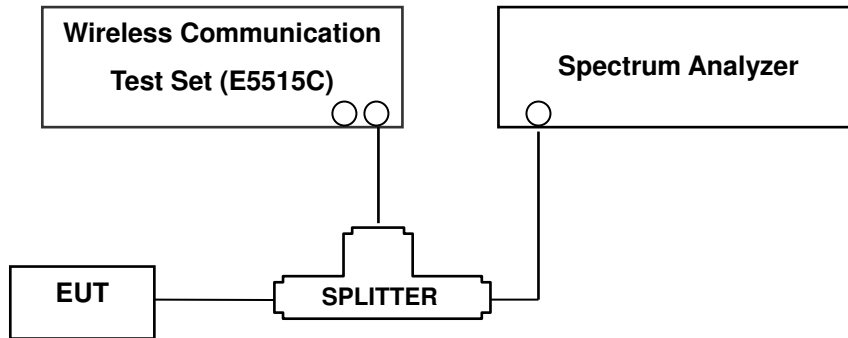 Wireless Communication
Test Set (E5515C)
Spectrum Analyzer
EUT
SPLITTER